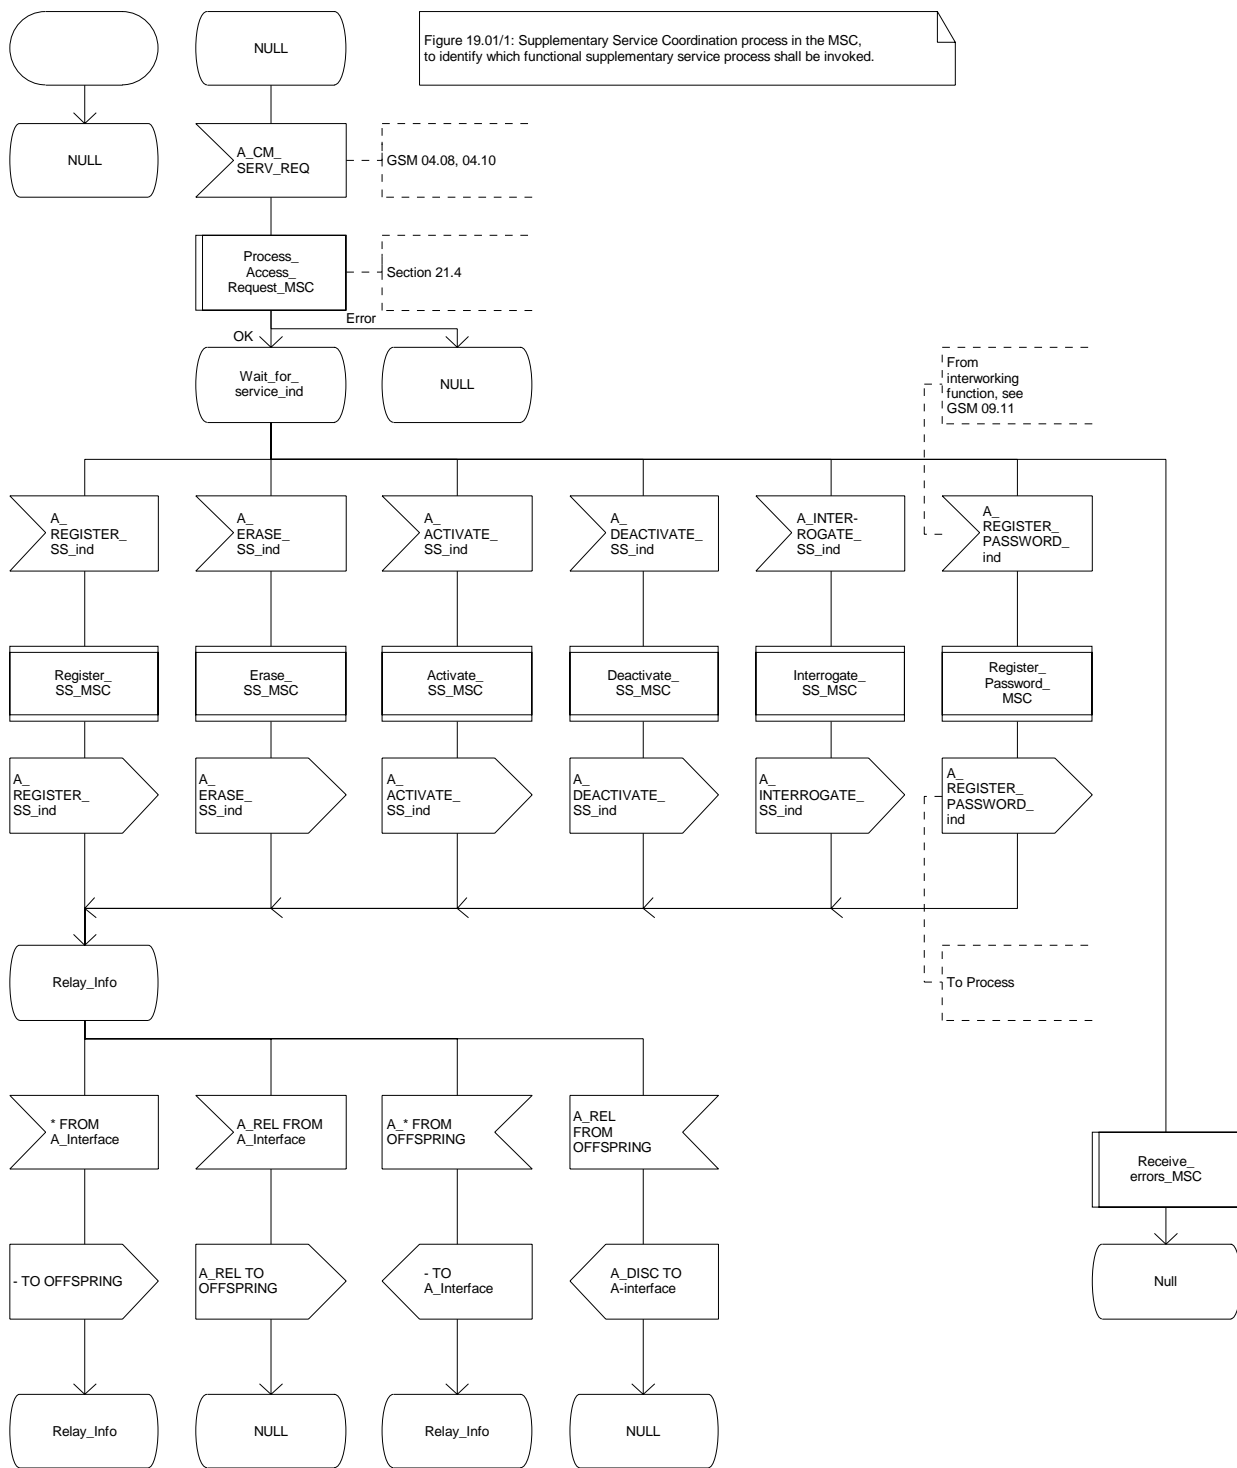 NULL
Figure 19.01/1: Supplementary Service Coordination process in the MSC,
to identify which functional supplementary service process shall be invoked.
NULL
A_CM_
SERV_REQ
GSM 04.08, 04.10
Process_
Access_
Request_MSC
Section 21.4
Error
OK
Wait_for_
service_ind
NULL
From
interworking
function, see
GSM 09.11
A_
REGISTER_
SS_ind
A_
ERASE_
SS_ind
A_
ACTIVATE_
SS_ind
A_
DEACTIVATE_
SS_ind
A_INTER-
ROGATE_
SS_ind
A_
REGISTER_
PASSWORD_
ind
Register_
SS_MSC
Erase_
SS_MSC
Activate_
SS_MSC
Deactivate_
SS_MSC
Interrogate_
SS_MSC
Register_
Password_
MSC
A_
REGISTER_
SS_ind
A_
ERASE_
SS_ind
A_
ACTIVATE_
SS_ind
A_
DEACTIVATE_
SS_ind
A_
INTERROGATE_
SS_ind
A_
REGISTER_
PASSWORD_
ind
Relay_Info
To Process
* FROM
A_Interface
A_REL FROM
A_Interface
A_* FROM
OFFSPRING
A_REL
FROM
OFFSPRING
Receive_
errors_MSC
- TO OFFSPRING
A_REL TO
OFFSPRING
- TO
A_Interface
A_DISC TO
A-interface
Null
Relay_Info
NULL
Relay_Info
NULL